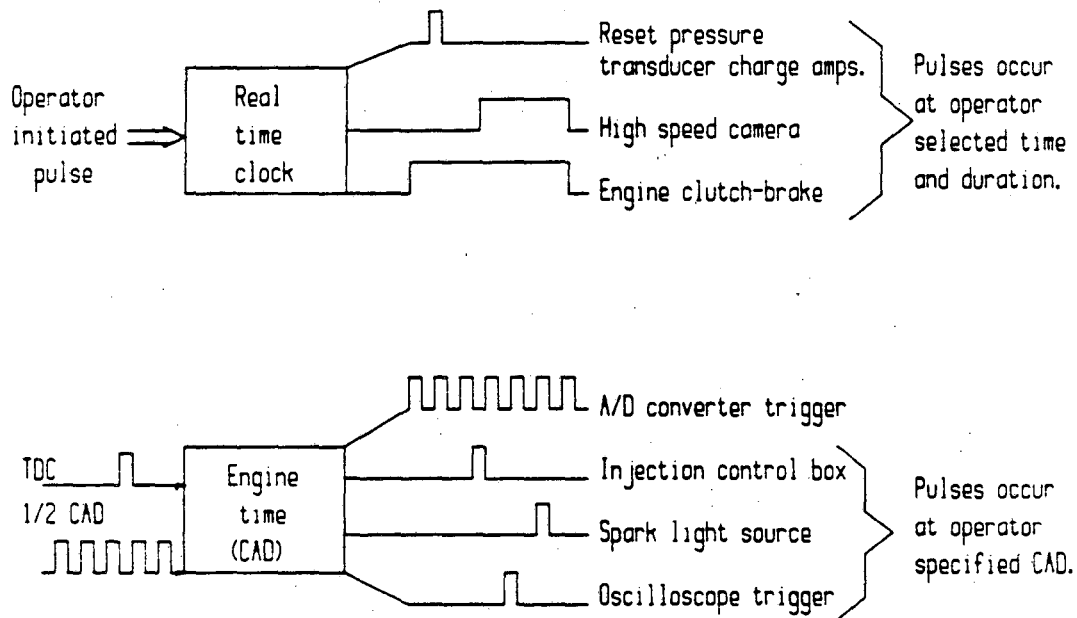 Operator
initiated
pulse
Real
time
clock
Reset pressure
transducer charge amps.
High speed camera
Engine clutch-brake
Pulses occur
at operator
selected time
and duration.
TDC
1/2 CAD
Engine
time
(CAD)
A/D converter trigger
Injection control box
Spark light source
Oscilloscope trigger
Pulses occur
at operator
specified CAD.